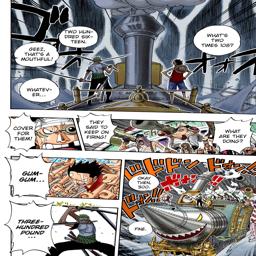 WHAT'S
TWO
TIMES 108?
TWO HUN-
DRED SIX-
TEEN.
GEEZ,
THAT'S A
MOUTHFUL!
WHATEV-
ER...
WHAT ARE
THEY
DOING?
THEY
SAID TO
KEEP ON
FIRING!
COVER
FOR
THEM!
OKAY
THEN,
500.
FINE.
GUM-
GUM...
THREE-
HUNDRED
POUND
...